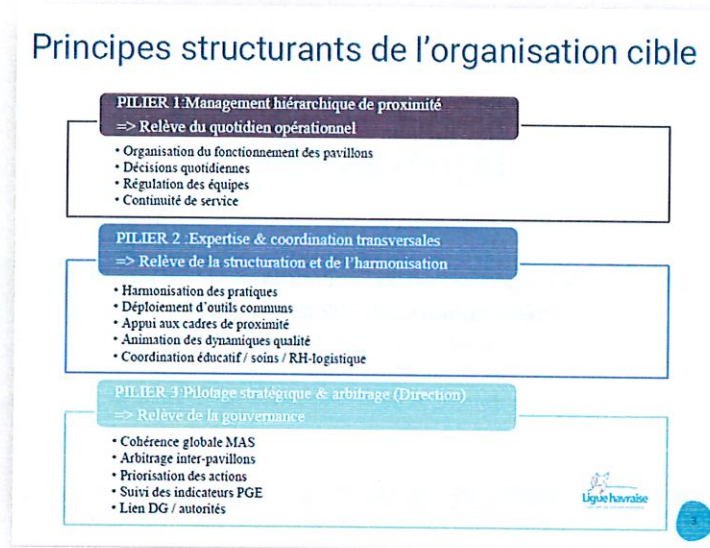 Principes structurants de l'organisation cible
PILIER 1:Management hiérarchique de proximité
=> Relève du quotidien opérationnel
• Organisation du fonctionnement des pavillons
• Décisions quotidiennes
• Régulation des équipes
• Continuité de service
PILIER 2 :Expertise & coordination transversales
=> Relève de la structuration et de l'harmonisation
• Harmonisation des pratiques
• Déploiement d'outils communs
• Appui aux cadres de proximité
• Animation des dynamiques qualité
• Coordination éducatif / soins / RH-logistique
PILIER 3:Pilotage stratégique & arbitrage (Direction)
=> Relève de la gouvernance
• Cohérence globale MAS
• Arbitrage inter-pavillons
• Priorisation des actions
• Suivi des indicateurs PGE
• Lien DG / autorités
Ligue havraise
3